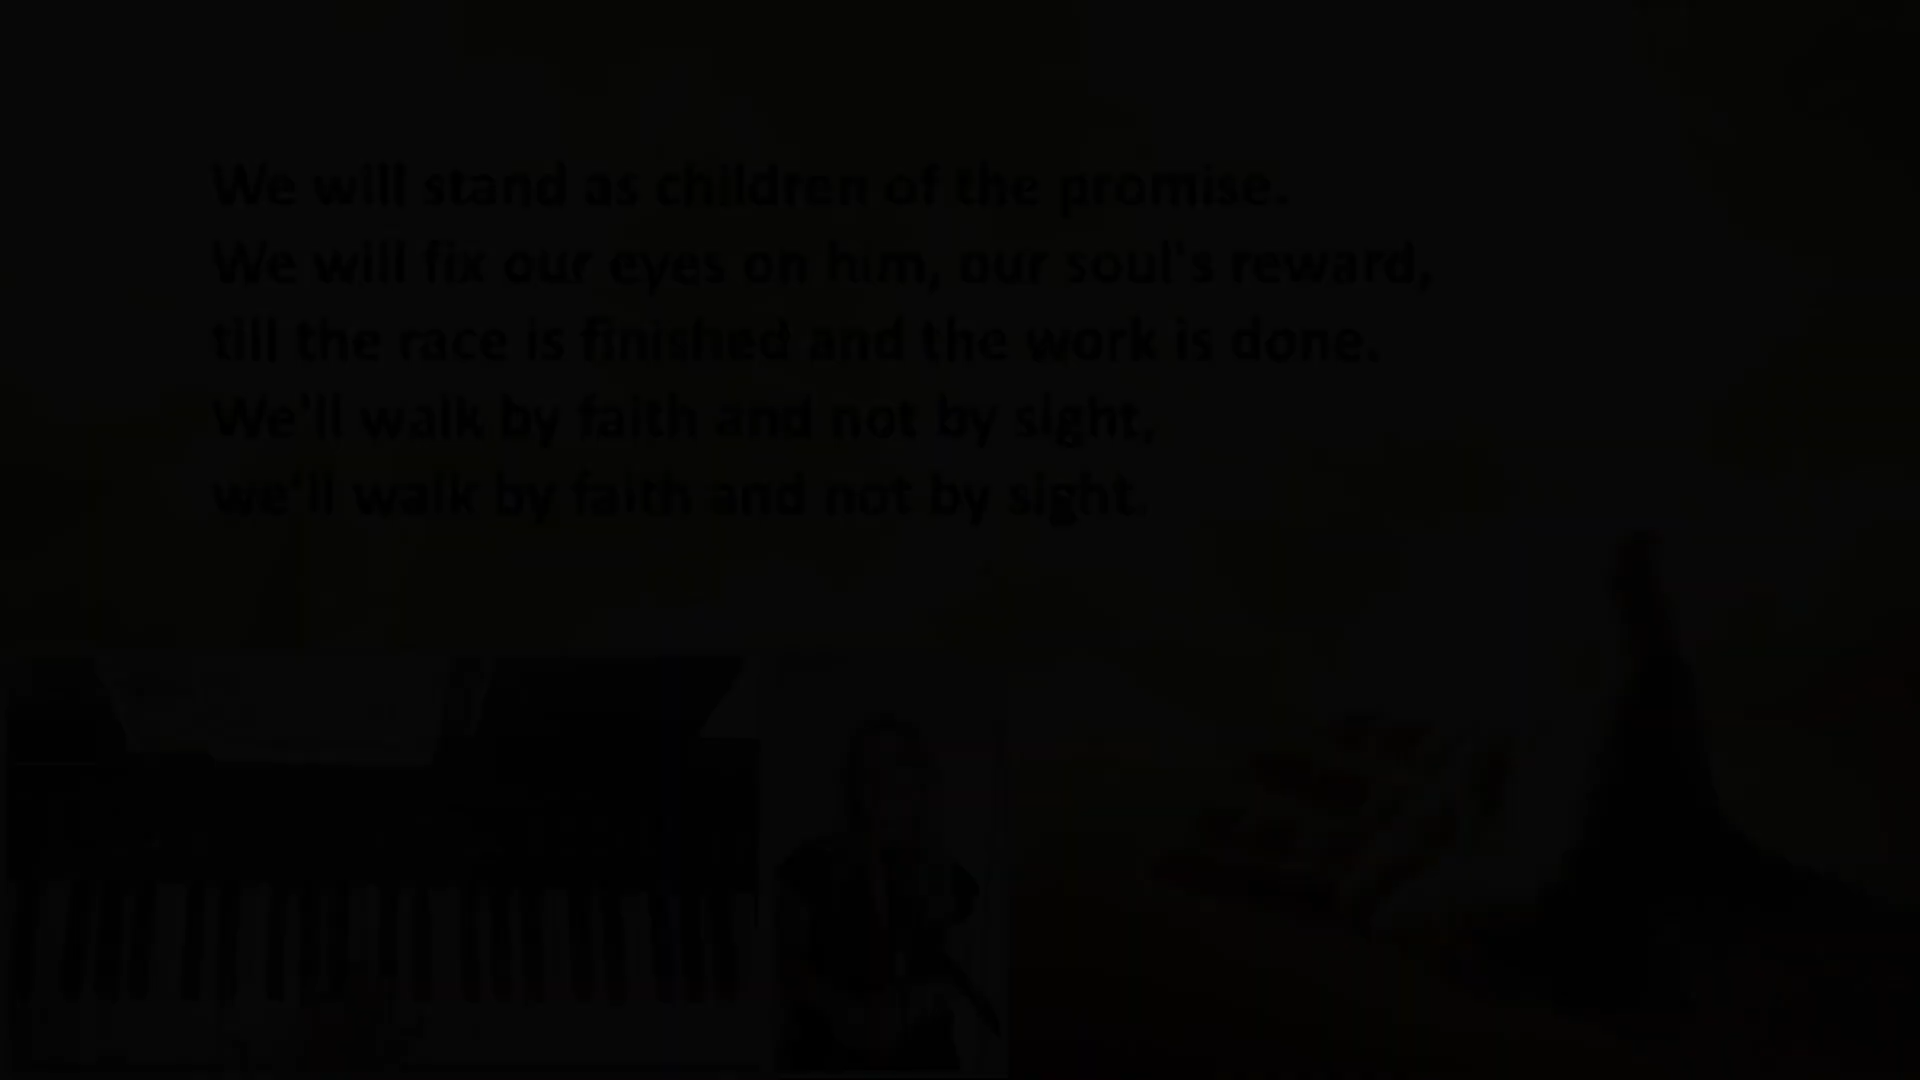 We will stand as children of the promise.
We will fix our eyes on him, our soul's reward,
till the race is finished and the work is done.
We'll walk by faith and not by sight,
we'll walk by faith and not by sight.